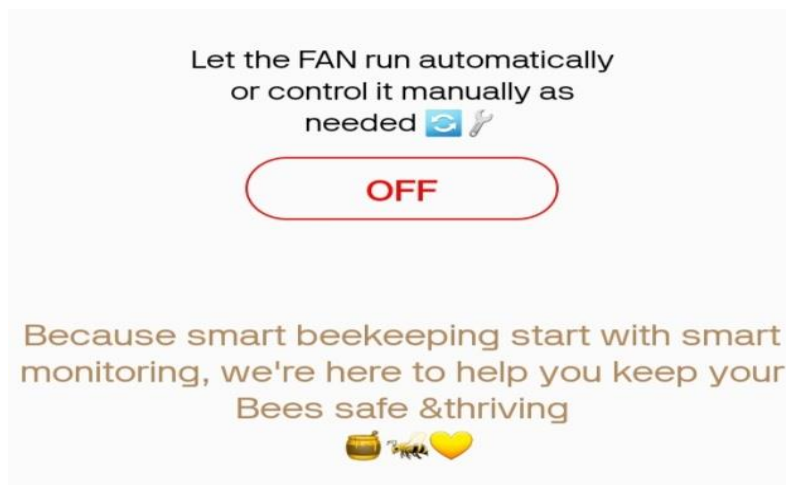 Let the FAN run automatically
or control it manually as
needed 🔄🔧
OFF
Because smart beekeeping start with smart
monitoring, we're here to help you keep your
Bees safe &thriving
🍯🐝💛